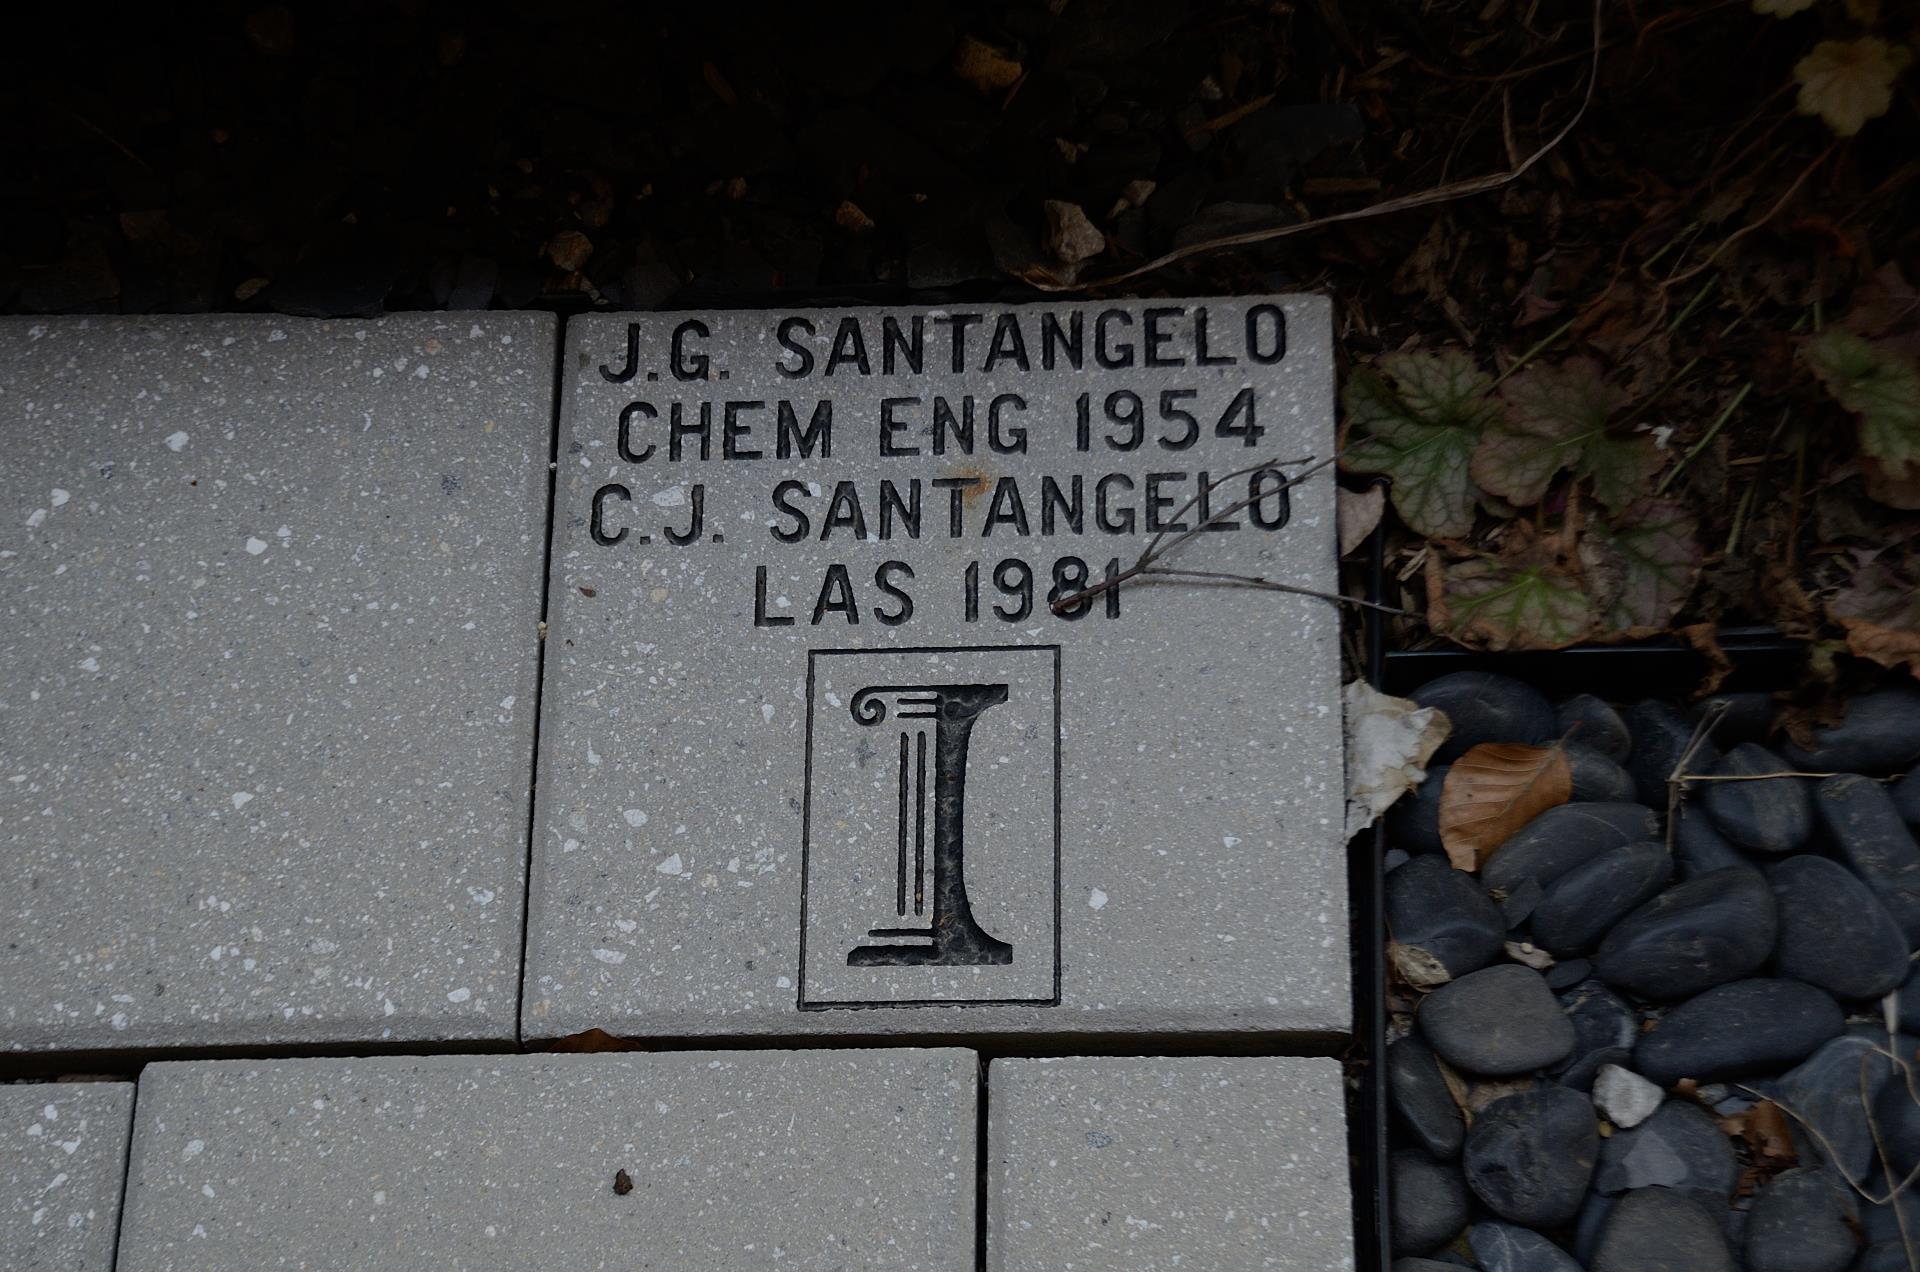 J.G. SANTANGELO
CHEM ENG 1954
C.J. SANTANGELO
LAS 1981
I